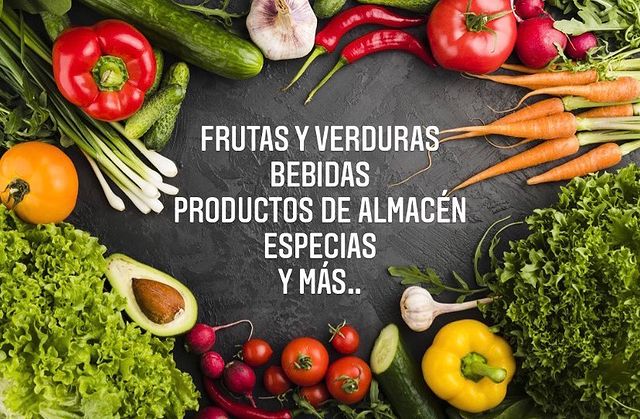 FRUTAS Y VERDURAS
BEBIDAS
PRODUCTOS DE ALMACÉN
ESPECIAS
Y MÁS..